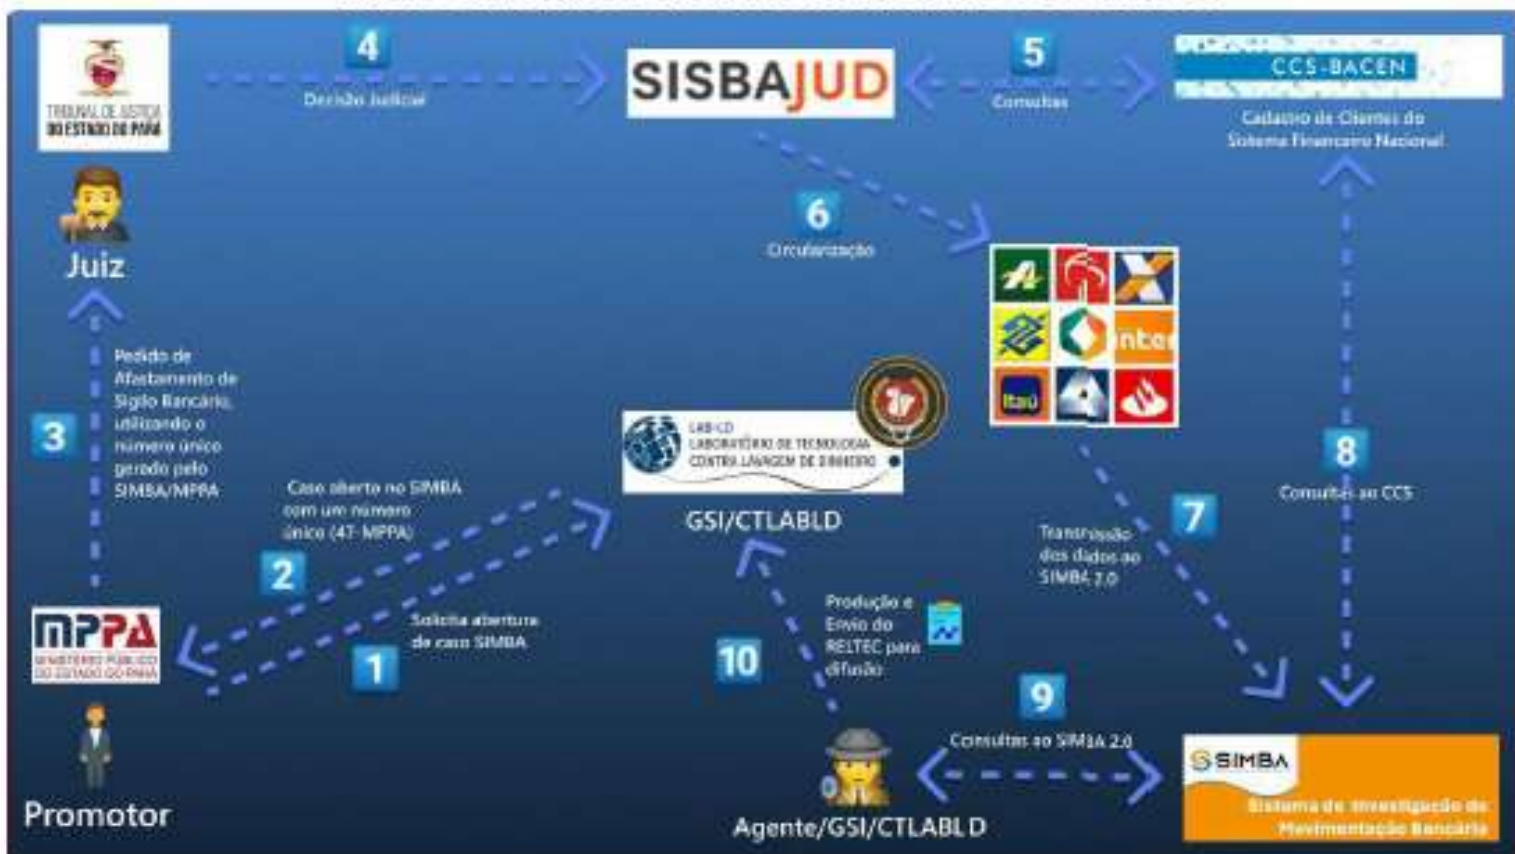 4
Decisão Judicial
TRIBUNAL DE JUSTIÇA
DO ESTADO DO PARÁ
SISBAJUD
5
Consultas
CCS-BACEN
Cadastro de Clientes do
Sistema Financeiro Nacional
Juiz
6
Circularização
inter
Itaú
3
Pedido de
Afastamento de
Sigilo Bancário,
utilizando o
número único
gerado pelo
SIMBA/MPPA
LAB-LD
LABORATÓRIO DE TECNOLOGIA
CONTRA LAVAGEM DE DINHEIRO
GSI/CTLABLD
2
Caso aberto no SIMBA
com um número
único (47- MPPA)
1
Solicita abertura
de caso SIMBA
MPPA
MINISTÉRIO PÚBLICO
DO ESTADO DO PARÁ
Promotor
7
Transmissão
dos dados ao
SIMBA 2.0
8
Consultas ao CCS
10
Produção e
Envio do
RELTEC para
difusão
9
Consultas ao SIMBA 2.0
Agente/GSI/CTLABLD
SIMBA
Sistema de Investigação de
Movimentação Bancária